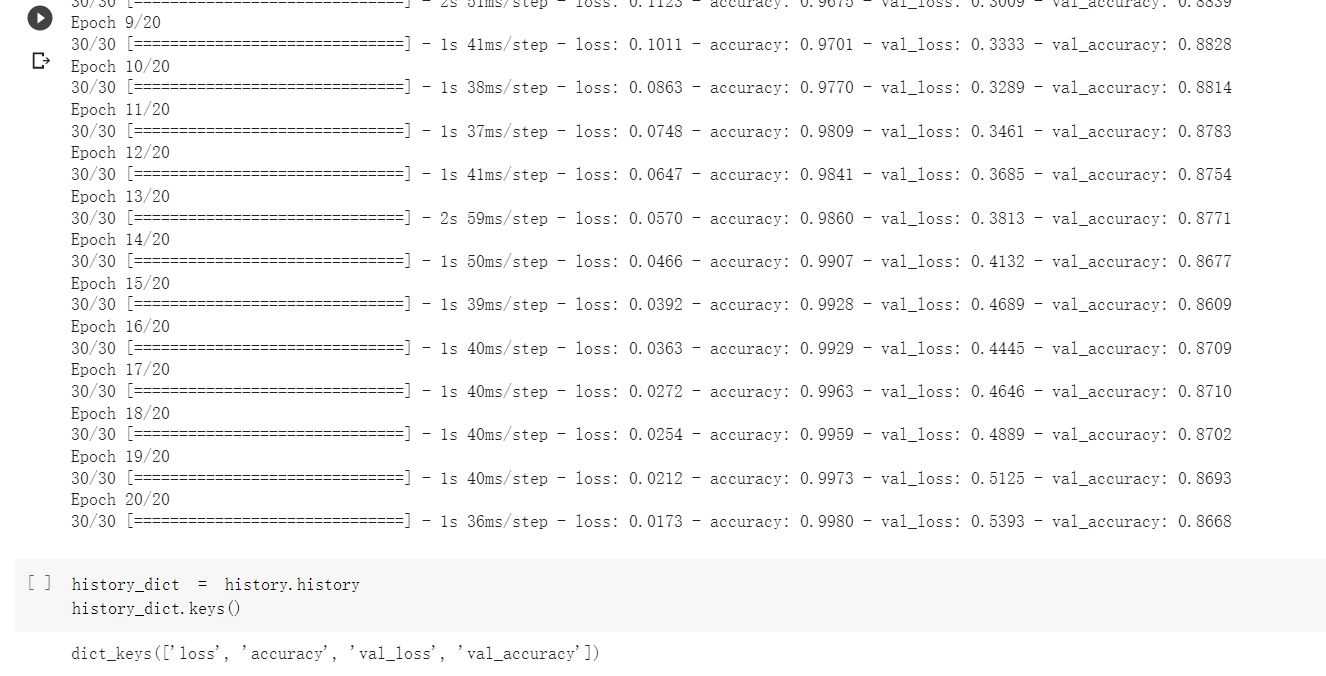 30/30 [==============================] - 2s 51ms/step - loss: 0.1123 - accuracy: 0.9675 - val_loss: 0.3009 - val_accuracy: 0.8839
Epoch 9/20
30/30 [==============================] - 1s 41ms/step - loss: 0.1011 - accuracy: 0.9701 - val_loss: 0.3333 - val_accuracy: 0.8828
Epoch 10/20
30/30 [==============================] - 1s 38ms/step - loss: 0.0863 - accuracy: 0.9770 - val_loss: 0.3289 - val_accuracy: 0.8814
Epoch 11/20
30/30 [==============================] - 1s 37ms/step - loss: 0.0748 - accuracy: 0.9809 - val_loss: 0.3461 - val_accuracy: 0.8783
Epoch 12/20
30/30 [==============================] - 1s 41ms/step - loss: 0.0647 - accuracy: 0.9841 - val_loss: 0.3685 - val_accuracy: 0.8754
Epoch 13/20
30/30 [==============================] - 2s 59ms/step - loss: 0.0570 - accuracy: 0.9860 - val_loss: 0.3813 - val_accuracy: 0.8771
Epoch 14/20
30/30 [==============================] - 1s 50ms/step - loss: 0.0466 - accuracy: 0.9907 - val_loss: 0.4132 - val_accuracy: 0.8677
Epoch 15/20
30/30 [==============================] - 1s 39ms/step - loss: 0.0392 - accuracy: 0.9928 - val_loss: 0.4689 - val_accuracy: 0.8609
Epoch 16/20
30/30 [==============================] - 1s 40ms/step - loss: 0.0363 - accuracy: 0.9929 - val_loss: 0.4445 - val_accuracy: 0.8709
Epoch 17/20
30/30 [==============================] - 1s 40ms/step - loss: 0.0272 - accuracy: 0.9963 - val_loss: 0.4646 - val_accuracy: 0.8710
Epoch 18/20
30/30 [==============================] - 1s 40ms/step - loss: 0.0254 - accuracy: 0.9959 - val_loss: 0.4889 - val_accuracy: 0.8702
Epoch 19/20
30/30 [==============================] - 1s 40ms/step - loss: 0.0212 - accuracy: 0.9973 - val_loss: 0.5125 - val_accuracy: 0.8693
Epoch 20/20
30/30 [==============================] - 1s 36ms/step - loss: 0.0173 - accuracy: 0.9980 - val_loss: 0.5393 - val_accuracy: 0.8668
[ ] history_dict = history.history
history_dict.keys()
dict_keys(['loss', 'accuracy', 'val_loss', 'val_accuracy'])